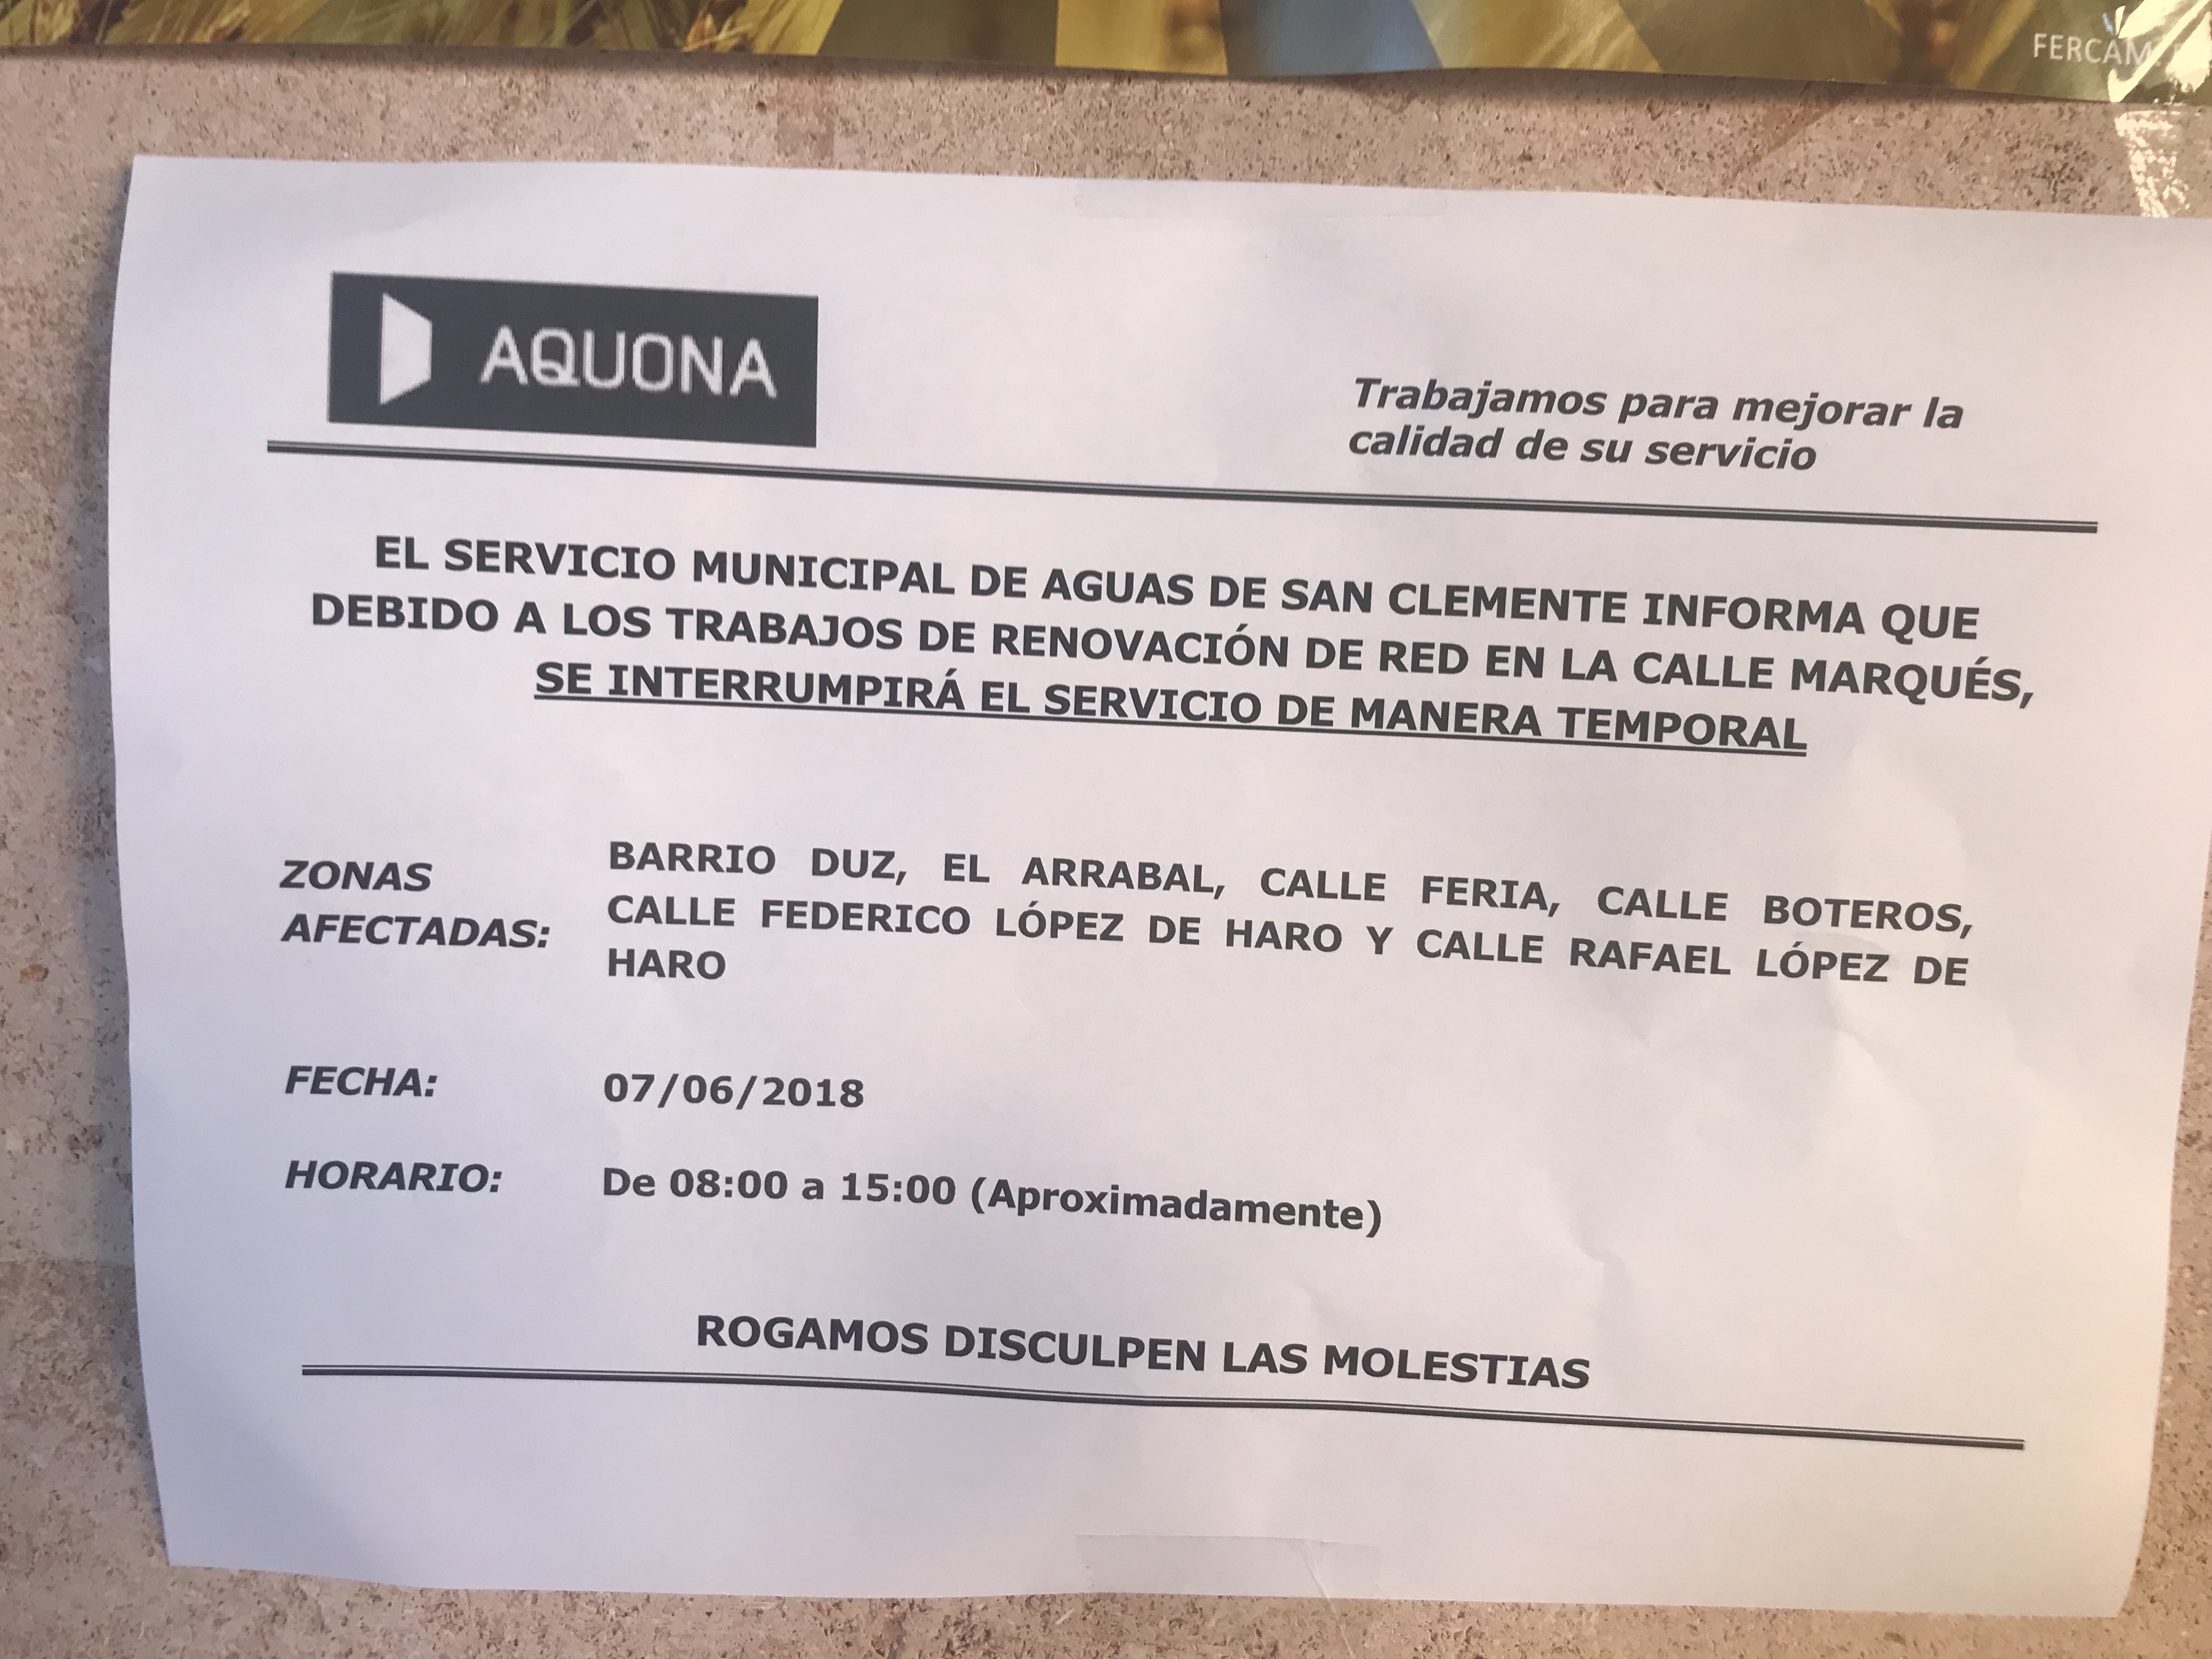 FERCAM
AQUONA
Trabajamos para mejorar la
calidad de su servicio
EL SERVICIO MUNICIPAL DE AGUAS DE SAN CLEMENTE INFORMA QUE
DEBIDO A LOS TRABAJOS DE RENOVACIÓN DE RED EN LA CALLE MARQUÉS,
SE INTERRUMPIRÁ EL SERVICIO DE MANERA TEMPORAL
ZONAS
AFECTADAS:
BARRIO DUZ, EL ARRABAL, CALLE FERIA, CALLE BOTEROS,
CALLE FEDERICO LÓPEZ DE HARO Y CALLE RAFAEL LÓPEZ DE
HARO
FECHA: 07/06/2018
HORARIO: De 08:00 a 15:00 (Aproximadamente)
ROGAMOS DISCULPEN LAS MOLESTIAS